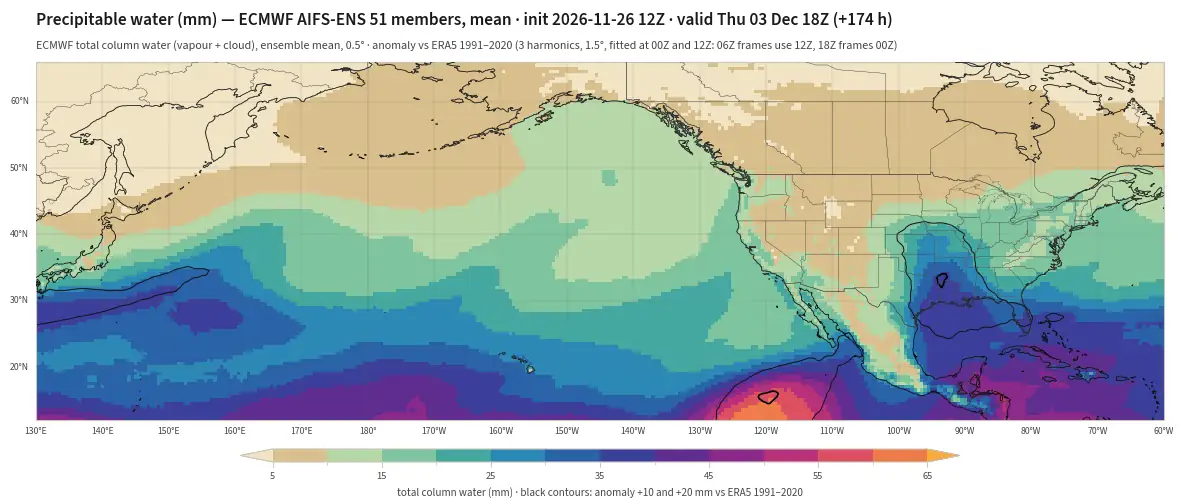 Precipitable water (mm) — ECMWF AIFS-ENS 51 members, mean · init 2026-11-26 12Z · valid Thu 03 Dec 18Z (+174 h)
ECMWF total column water (vapour + cloud), ensemble mean, 0.5° · anomaly vs ERA5 1991–2020 (3 harmonics, 1.5°, fitted at 00Z and 12Z: 06Z frames use 12Z, 18Z frames 00Z)
60°N
50°N
40°N
30°N
20°N
130°E 140°E 150°E 160°E 170°E 180° 170°W 160°W 150°W 140°W 130°W 120°W 110°W 100°W 90°W 80°W 70°W 60°W
5 15 25 35 45 55 65
total column water (mm) · black contours: anomaly +10 and +20 mm vs ERA5 1991–2020